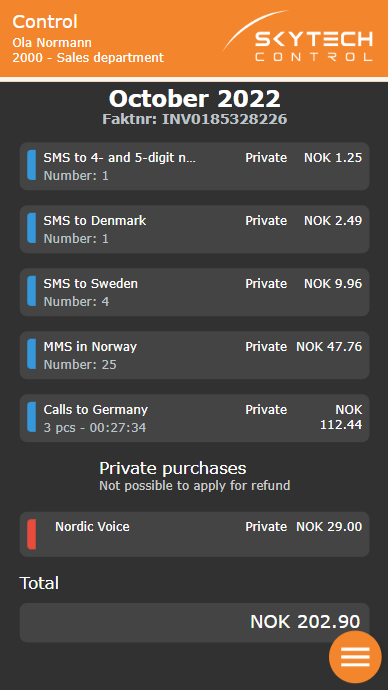 Control
Ola Normann
2000 - Sales department
SKYTECH
CONTROL
October 2022
Faktnr: INV0185328226
SMS to 4- and 5-digit n... Private NOK 1.25
Number: 1
SMS to Denmark Private NOK 2.49
Number: 1
SMS to Sweden Private NOK 9.96
Number: 4
MMS in Norway Private NOK 47.76
Number: 25
Calls to Germany Private NOK
3 pcs - 00:27:34 112.44
Private purchases
Not possible to apply for refund
Nordic Voice Private NOK 29.00
Total
NOK 202.90